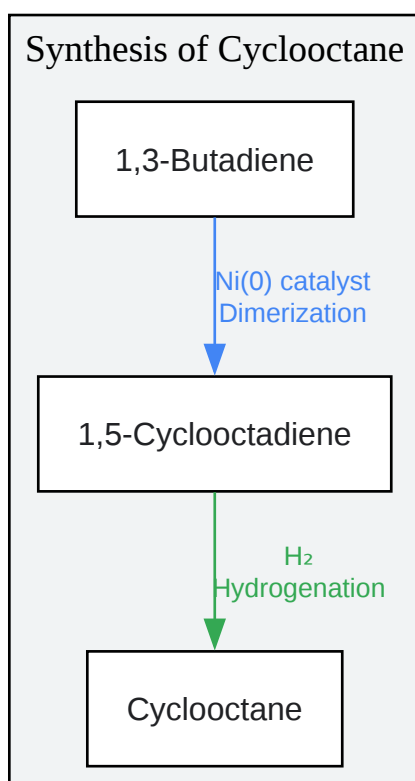 Synthesis of Cyclooctane
1,3-Butadiene
Ni(0) catalyst
Dimerization
1,5-Cyclooctadiene
H₂
Hydrogenation
Cyclooctane